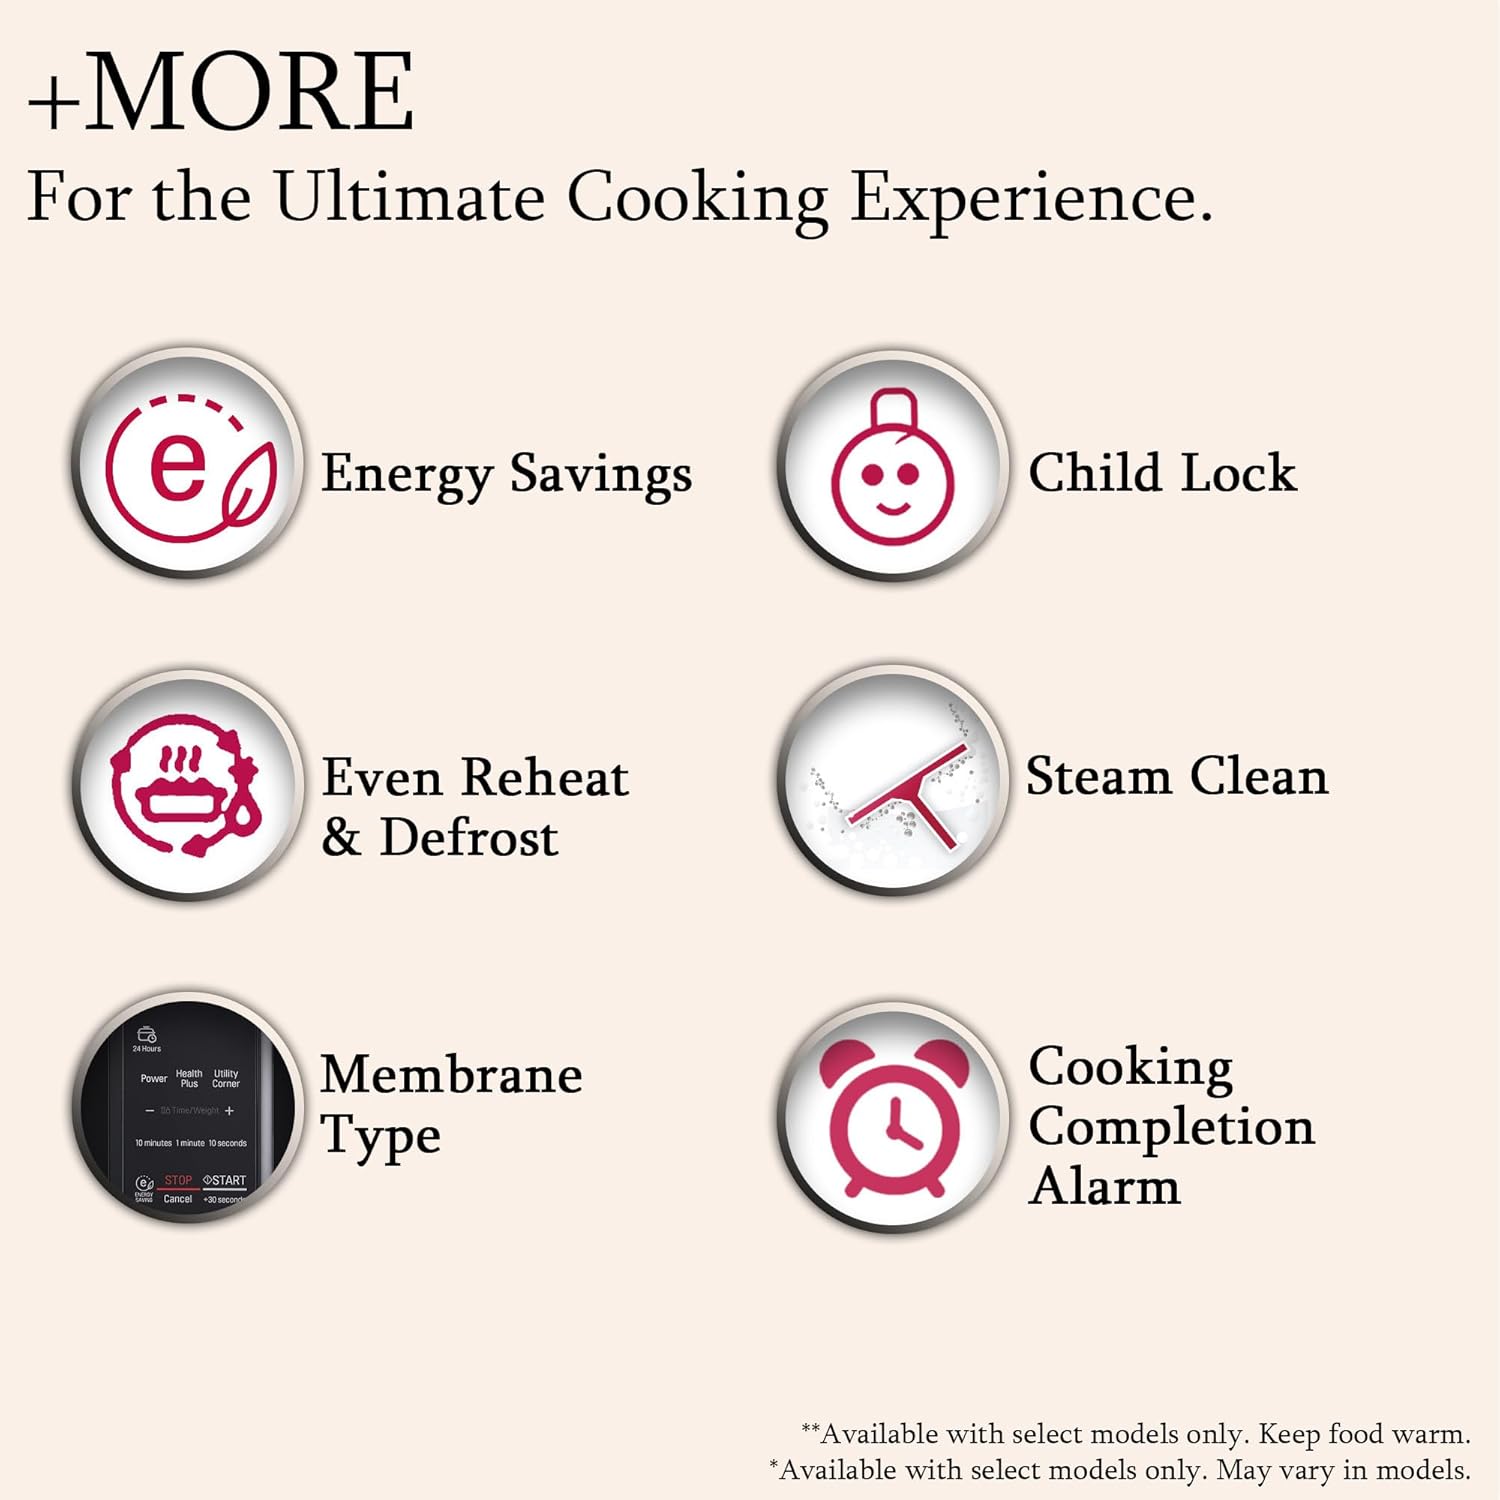 +MORE
For the Ultimate Cooking Experience.
e
Energy Savings
Child Lock
Even Reheat
& Defrost
Steam Clean
24 Hours
Power Health Plus Utility Corner
− Time/Weight +
10 minutes 1 minute 10 seconds
e ENERGY SAVING STOP START
Cancel +30 seconds
Membrane
Type
Cooking
Completion
Alarm
**Available with select models only. Keep food warm.
*Available with select models only. May vary in models.